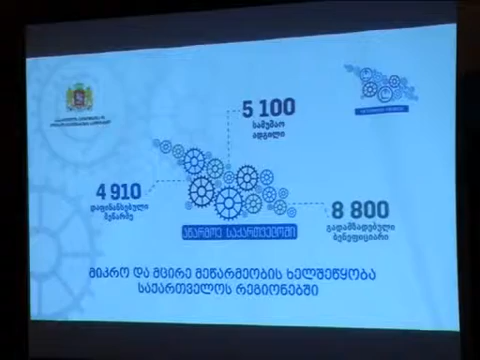 5 100
სამუშაო
ადგილი
4 910
დაფინანსებული
მეწარმე
8 800
გადამზადებული
ბენეფიციარი
აწარმოე საქართველოში
მიკრო და მცირე მეწარმეობის ხელშეწყობა
საქართველოს რეგიონებში